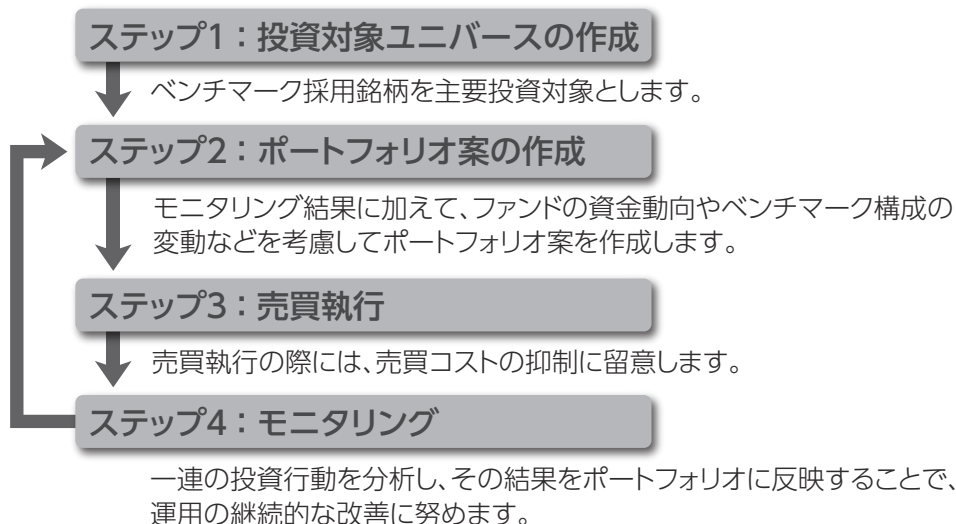 ステップ1：投資対象ユニバースの作成
ベンチマーク採用銘柄を主要投資対象とします。
ステップ2：ポートフォリオ案の作成
モニタリング結果に加えて、ファンドの資金動向やベンチマーク構成の
変動などを考慮してポートフォリオ案を作成します。
ステップ3：売買執行
売買執行の際には、売買コストの抑制に留意します。
ステップ4：モニタリング
一連の投資行動を分析し、その結果をポートフォリオに反映することで、
運用の継続的な改善に努めます。